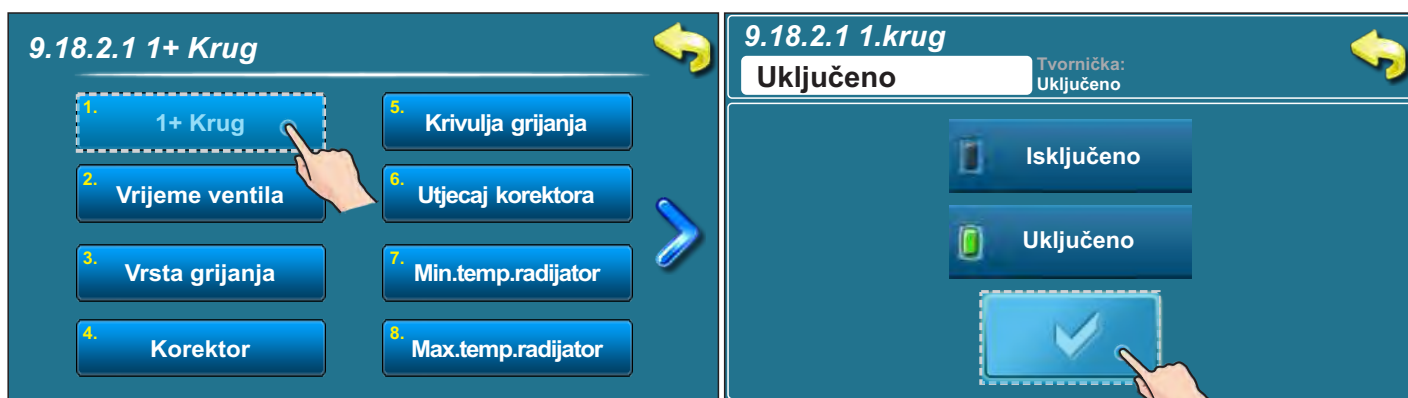 9.18.2.1 1+ Krug
1. 1+ Krug
2. Vrijeme ventila
3. Vrsta grijanja
4. Korektor
5. Krivulja grijanja
6. Utjecaj korektora
7. Min.temp.radijator
8. Max.temp.radijator
9.18.2.1 1.krug
Uključeno
Tvornička:
Uključeno
Isključeno
Uključeno